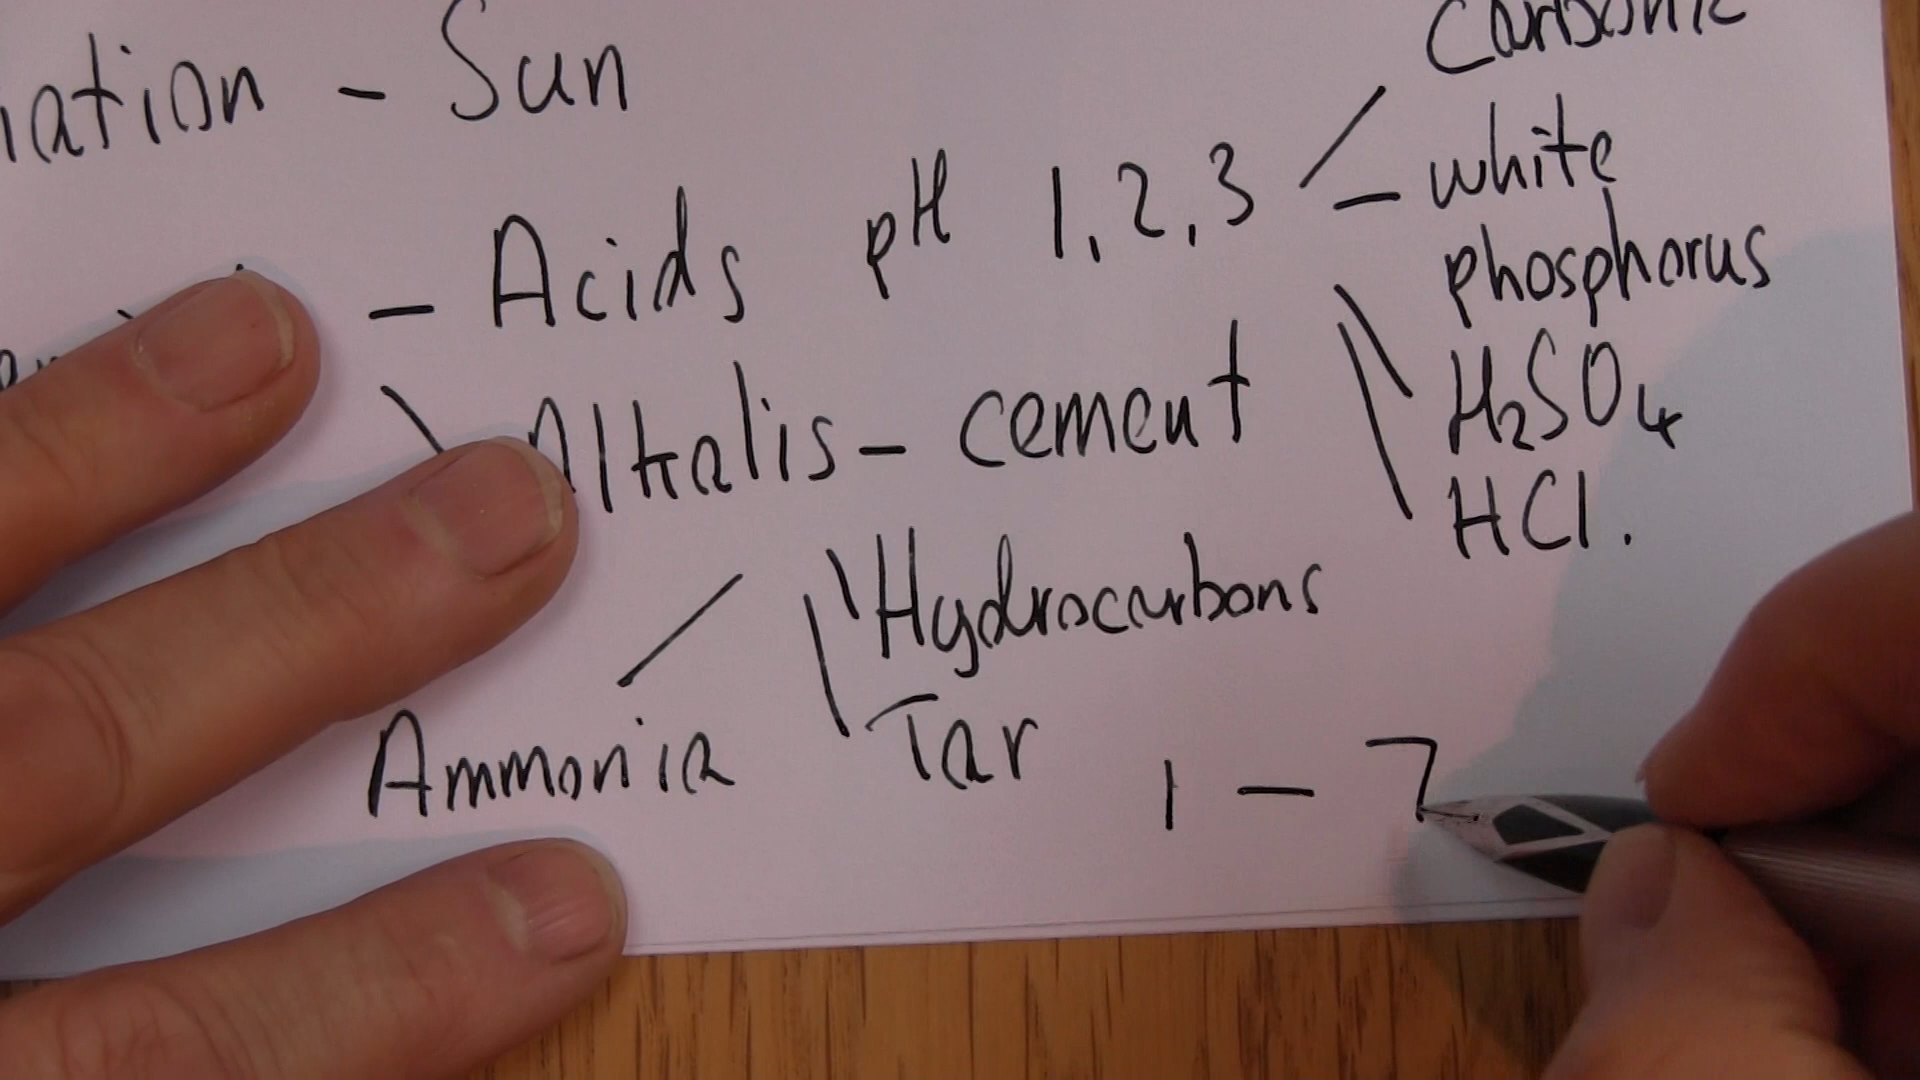 iation - Sun
Carbonic
- Acids pH 1, 2, 3 - white
phosphorus
H2SO4
Alkalis - cement
HCl.
Hydrocarbons
Ammonia Tar 1 - 7